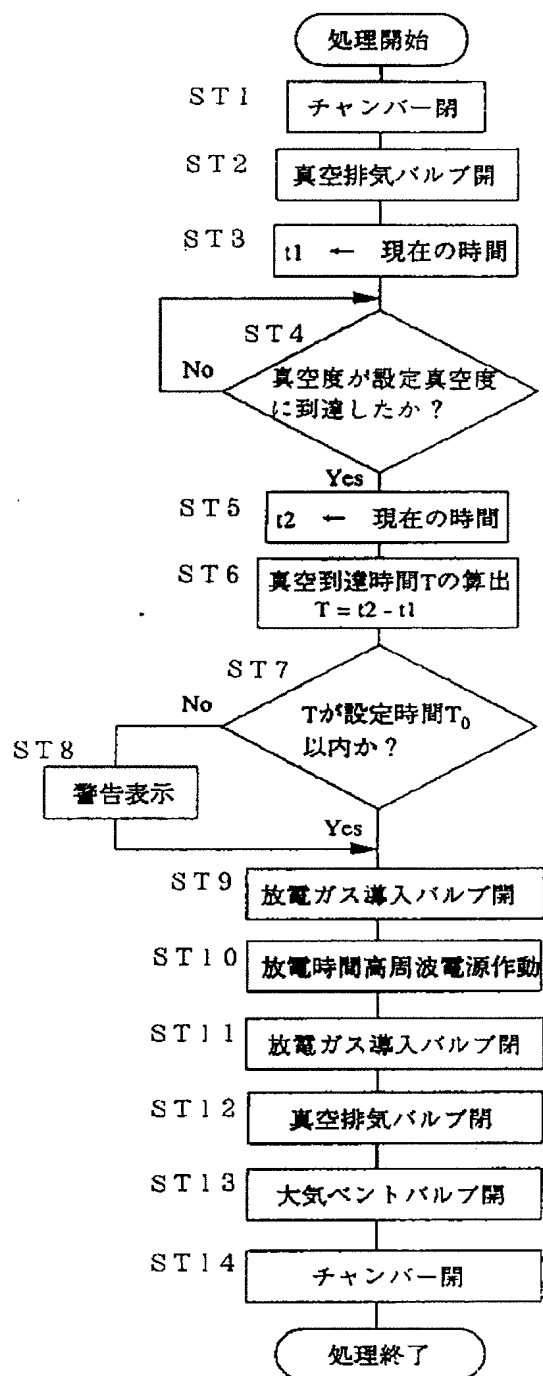 処理開始
ST1
チャンバー閉
ST2
真空排気バルブ開
ST3
t1 ← 現在の時間
ST4
No
真空度が設定真空度
に到達したか？
Yes
ST5
t2 ← 現在の時間
ST6
真空到達時間Tの算出
T = t2 - t1
ST7
No
Tが設定時間T0
以内か？
ST8
警告表示
Yes
ST9
放電ガス導入バルブ開
ST10
放電時間高周波電源作動
ST11
放電ガス導入バルブ閉
ST12
真空排気バルブ閉
ST13
大気ベントバルブ開
ST14
チャンバー開
処理終了